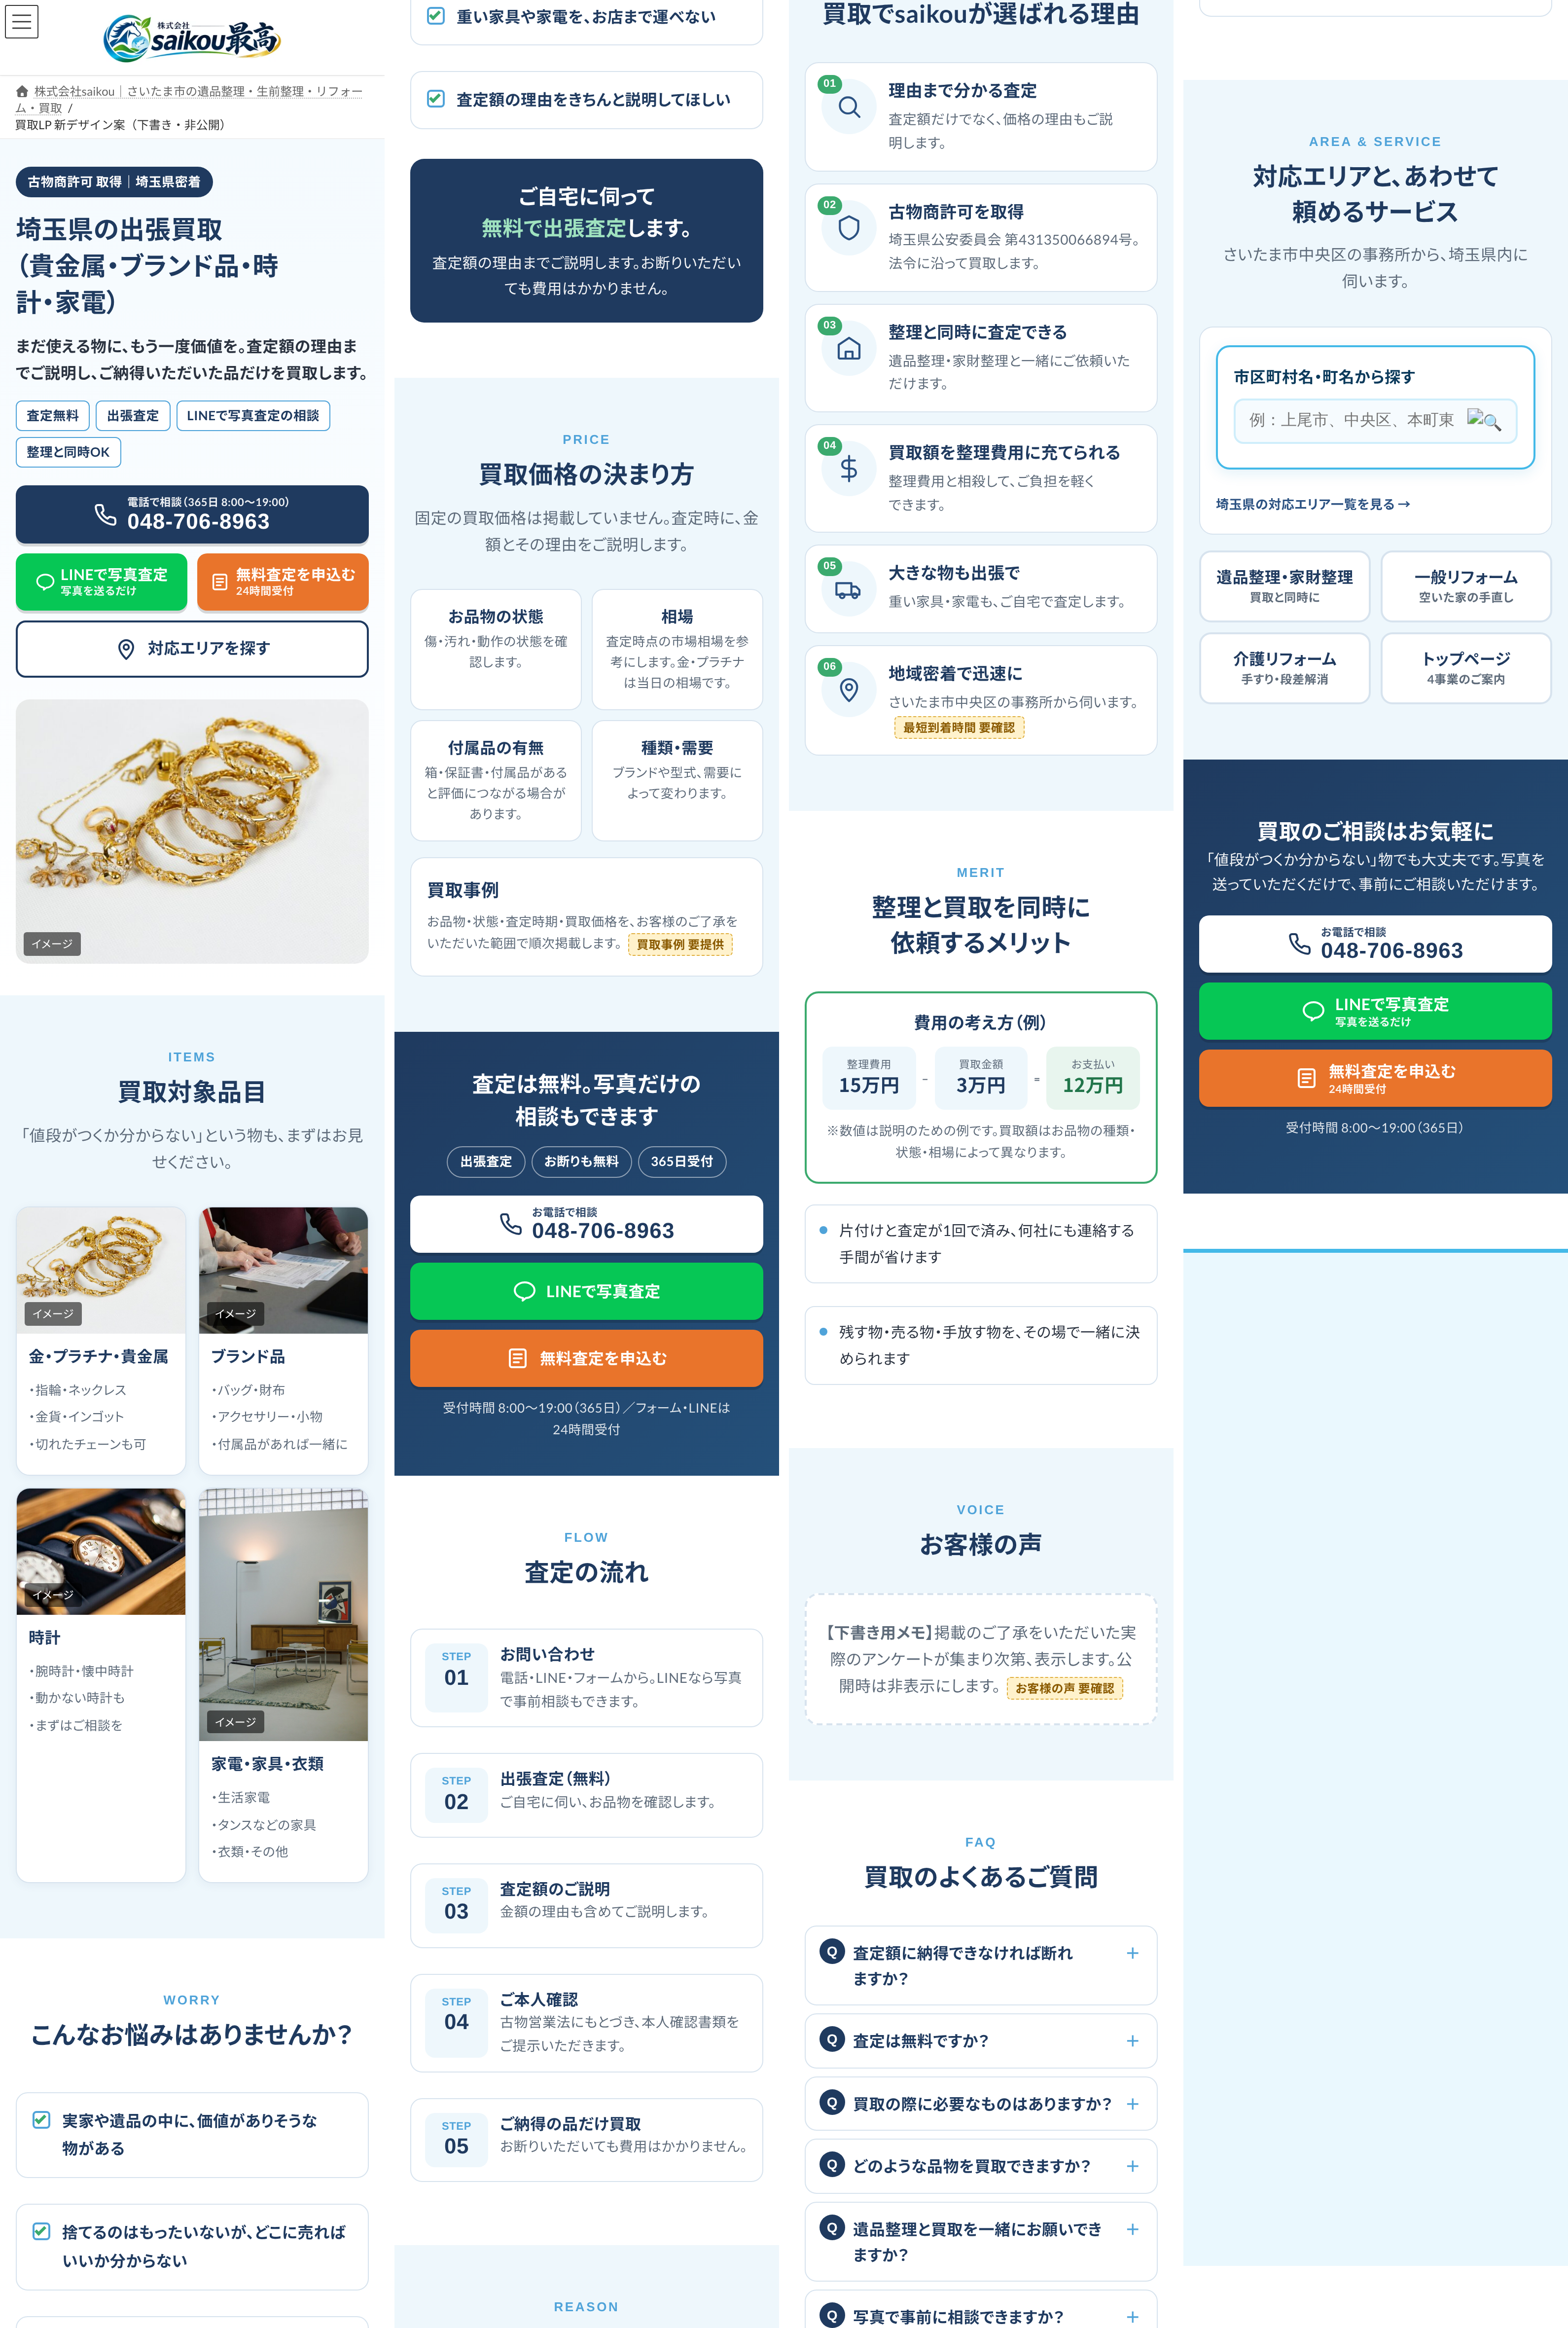 株式会社
saikou最高
株式会社saikou｜さいたま市の遺品整理・生前整理・リフォー
ム・買取 /
買取LP 新デザイン案（下書き・非公開）
古物商許可 取得｜埼玉県密着
埼玉県の出張買取
（貴金属・ブランド品・時
計・家電）
まだ使える物に、もう一度価値を。査定額の理由ま
でご説明し、ご納得いただいた品だけを買取します。
査定無料
出張査定
LINEで写真査定の相談
整理と同時OK
電話で相談（365日 8:00〜19:00）
048-706-8963
LINEで写真査定
写真を送るだけ
無料査定を申込む
24時間受付
対応エリアを探す
イメージ
ITEMS
買取対象品目
「値段がつくか分からない」という物も、まずはお見
せください。
イメージ
金・プラチナ・貴金属
・指輪・ネックレス
・金貨・インゴット
・切れたチェーンも可
イメージ
ブランド品
・バッグ・財布
・アクセサリー・小物
・付属品があれば一緒に
イメージ
時計
・腕時計・懐中時計
・動かない時計も
・まずはご相談を
イメージ
家電・家具・衣類
・生活家電
・タンスなどの家具
・衣類・その他
WORRY
こんなお悩みはありませんか？
実家や遺品の中に、価値がありそうな
物がある
捨てるのはもったいないが、どこに売れば
いいか分からない
重い家具や家電を、お店まで運べない
査定額の理由をきちんと説明してほしい
ご自宅に伺って
無料で出張査定します。
査定額の理由までご説明します。お断りいただい
ても費用はかかりません。
PRICE
買取価格の決まり方
固定の買取価格は掲載していません。査定時に、金
額とその理由をご説明します。
お品物の状態
傷・汚れ・動作の状態を確
認します。
相場
査定時点の市場相場を参
考にします。金・プラチナ
は当日の相場です。
付属品の有無
箱・保証書・付属品がある
と評価につながる場合が
あります。
種類・需要
ブランドや型式、需要に
よって変わります。
買取事例
お品物・状態・査定時期・買取価格を、お客様のご了承を
いただいた範囲で順次掲載します。 買取事例 要提供
査定は無料。写真だけの
相談もできます
出張査定
お断りも無料
365日受付
お電話で相談
048-706-8963
LINEで写真査定
無料査定を申込む
受付時間 8:00〜19:00（365日）／フォーム・LINEは
24時間受付
FLOW
査定の流れ
STEP
01
お問い合わせ
電話・LINE・フォームから。LINEなら写真
で事前相談もできます。
STEP
02
出張査定（無料）
ご自宅に伺い、お品物を確認します。
STEP
03
査定額のご説明
金額の理由も含めてご説明します。
STEP
04
ご本人確認
古物営業法にもとづき、本人確認書類を
ご提示いただきます。
STEP
05
ご納得の品だけ買取
お断りいただいても費用はかかりません。
REASON
買取でsaikouが選ばれる理由
01
理由まで分かる査定
査定額だけでなく、価格の理由もご説
明します。
02
古物商許可を取得
埼玉県公安委員会 第431350066894号。
法令に沿って買取します。
03
整理と同時に査定できる
遺品整理・家財整理と一緒にご依頼いた
だけます。
04
買取額を整理費用に充てられる
整理費用と相殺して、ご負担を軽く
できます。
05
大きな物も出張で
重い家具・家電も、ご自宅で査定します。
06
地域密着で迅速に
さいたま市中央区の事務所から伺います。
最短到着時間 要確認
MERIT
整理と買取を同時に
依頼するメリット
費用の考え方（例）
整理費用
15万円
−
買取金額
3万円
=
お支払い
12万円
※数値は説明のための例です。買取額はお品物の種類・
状態・相場によって異なります。
片付けと査定が1回で済み、何社にも連絡する
手間が省けます
残す物・売る物・手放す物を、その場で一緒に決
められます
VOICE
お客様の声
【下書き用メモ】掲載のご了承をいただいた実
際のアンケートが集まり次第、表示します。公
開時は非表示にします。 お客様の声 要確認
FAQ
買取のよくあるご質問
Q
査定額に納得できなければ断れ
ますか？
＋
Q
査定は無料ですか？
＋
Q
買取の際に必要なものはありますか？
＋
Q
どのような品物を買取できますか？
＋
Q
遺品整理と買取を一緒にお願いでき
ますか？
＋
Q
写真で事前に相談できますか？
＋
AREA & SERVICE
対応エリアと、あわせて
頼めるサービス
さいたま市中央区の事務所から、埼玉県内に
伺います。
市区町村名・町名から探す
例：上尾市、中央区、本町東
埼玉県の対応エリア一覧を見る →
遺品整理・家財整理
買取と同時に
一般リフォーム
空いた家の手直し
介護リフォーム
手すり・段差解消
トップページ
4事業のご案内
買取のご相談はお気軽に
「値段がつくか分からない」物でも大丈夫です。写真を
送っていただくだけで、事前にご相談いただけます。
お電話で相談
048-706-8963
LINEで写真査定
写真を送るだけ
無料査定を申込む
24時間受付
受付時間 8:00〜19:00（365日）